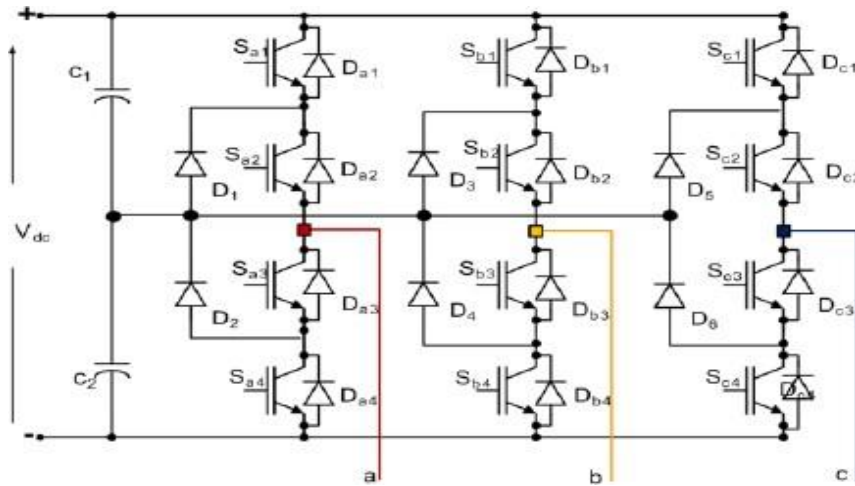 +
Sa1
Da1
Sb1
Db1
Sc1
Dc1
C1
Sa2
Da2
D1
Sb2
Db2
D3
Sc2
Dc2
D5
Vdc
Sa3
Da3
D2
Sb3
Db3
D4
Sc3
Dc3
D6
C2
Sa4
Da4
Sb4
Db4
Sc4
-
a
b
c